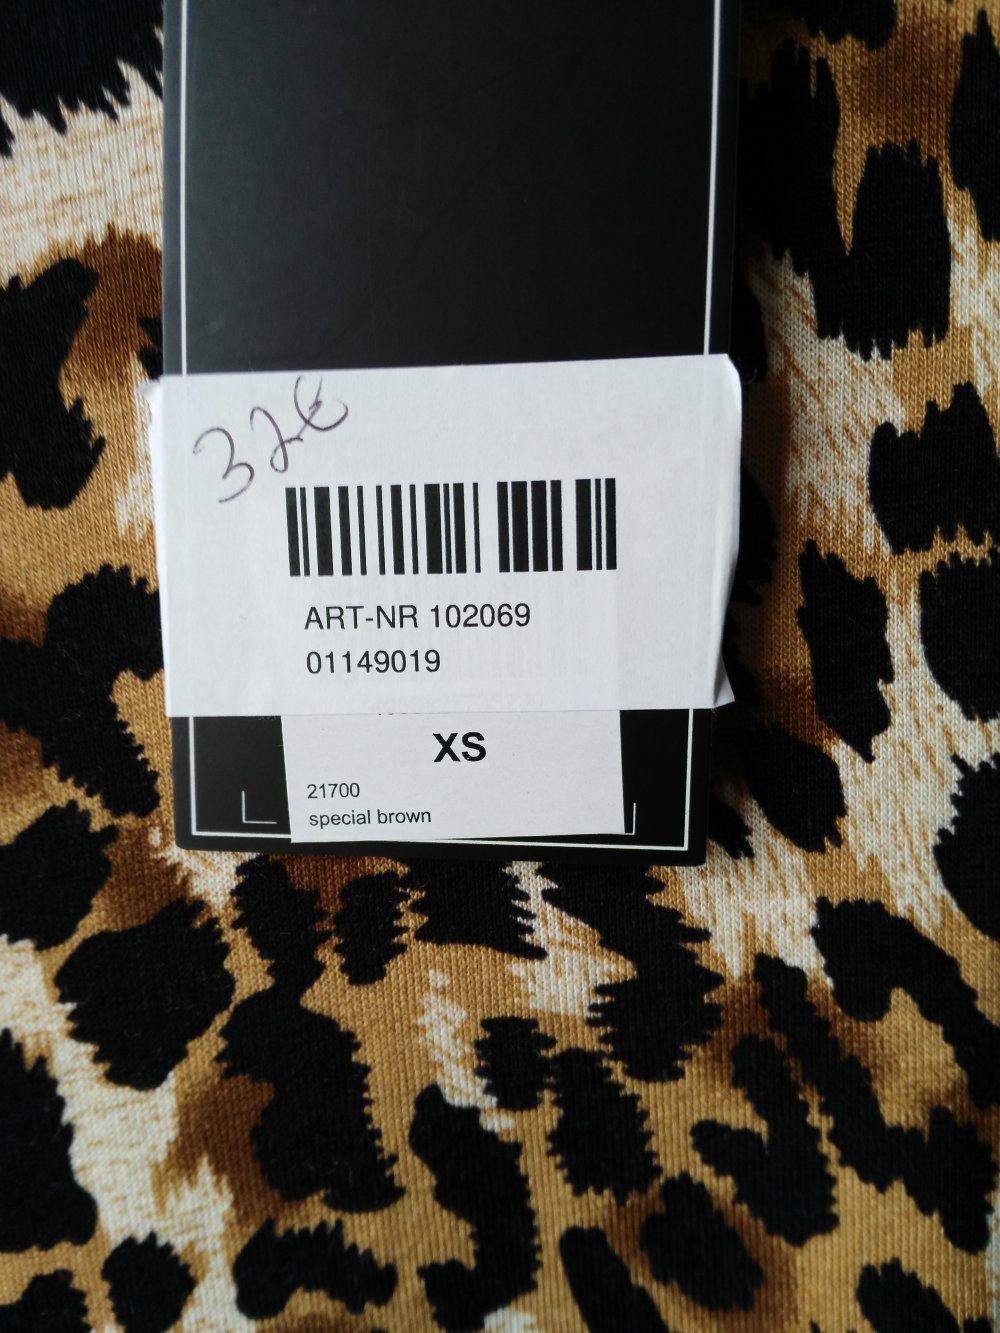 32€
ART-NR 102069
01149019
XS
21700
special brown